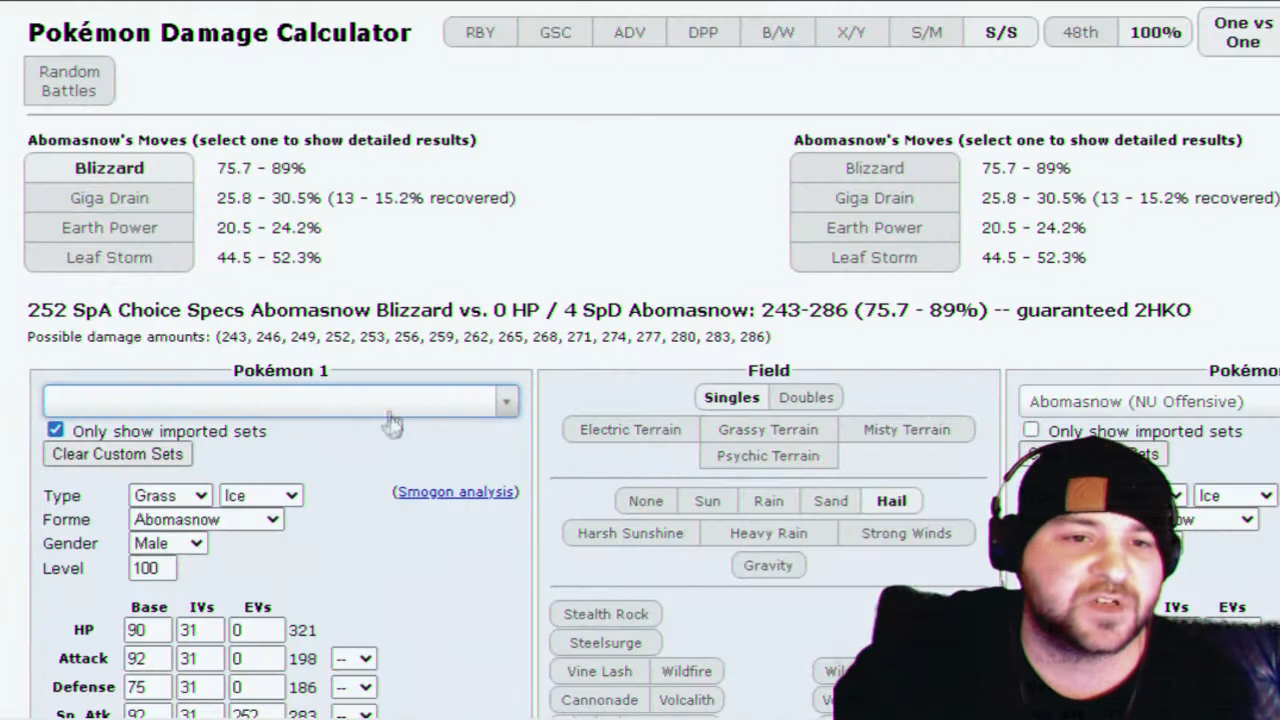 Pokémon Damage Calculator
RBY GSC ADV DPP B/W X/Y S/M S/S 48th 100% One vs One
Random Battles
Abomasnow's Moves (select one to show detailed results)
Blizzard 75.7 - 89%
Giga Drain 25.8 - 30.5% (13 - 15.2% recovered)
Earth Power 20.5 - 24.2%
Leaf Storm 44.5 - 52.3%
Abomasnow's Moves (select one to show detailed results)
Blizzard 75.7 - 89%
Giga Drain 25.8 - 30.5% (13 - 15.2% recovered)
Earth Power 20.5 - 24.2%
Leaf Storm 44.5 - 52.3%
252 SpA Choice Specs Abomasnow Blizzard vs. 0 HP / 4 SpD Abomasnow: 243-286 (75.7 - 89%) -- guaranteed 2HKO
Possible damage amounts: (243, 246, 249, 252, 253, 256, 259, 262, 265, 268, 271, 274, 277, 280, 283, 286)
Pokémon 1
Only show imported sets
Clear Custom Sets
Type Grass Ice (Smogon analysis)
Forme Abomasnow
Gender Male
Level 100
Base IVs EVs
HP 90 31 0 321
Attack 92 31 0 198 --
Defense 75 31 0 186 --
Sp. Atk 92 31 252 283 --
Field
Singles Doubles
Electric Terrain Grassy Terrain Misty Terrain
Psychic Terrain
None Sun Rain Sand Hail
Harsh Sunshine Heavy Rain Strong Winds
Gravity
Stealth Rock
Steelsurge
Vine Lash Wildfire
Cannonade Volcalith
Abomasnow (NU Offensive)
Only show imported sets
Ice
IVs EVs